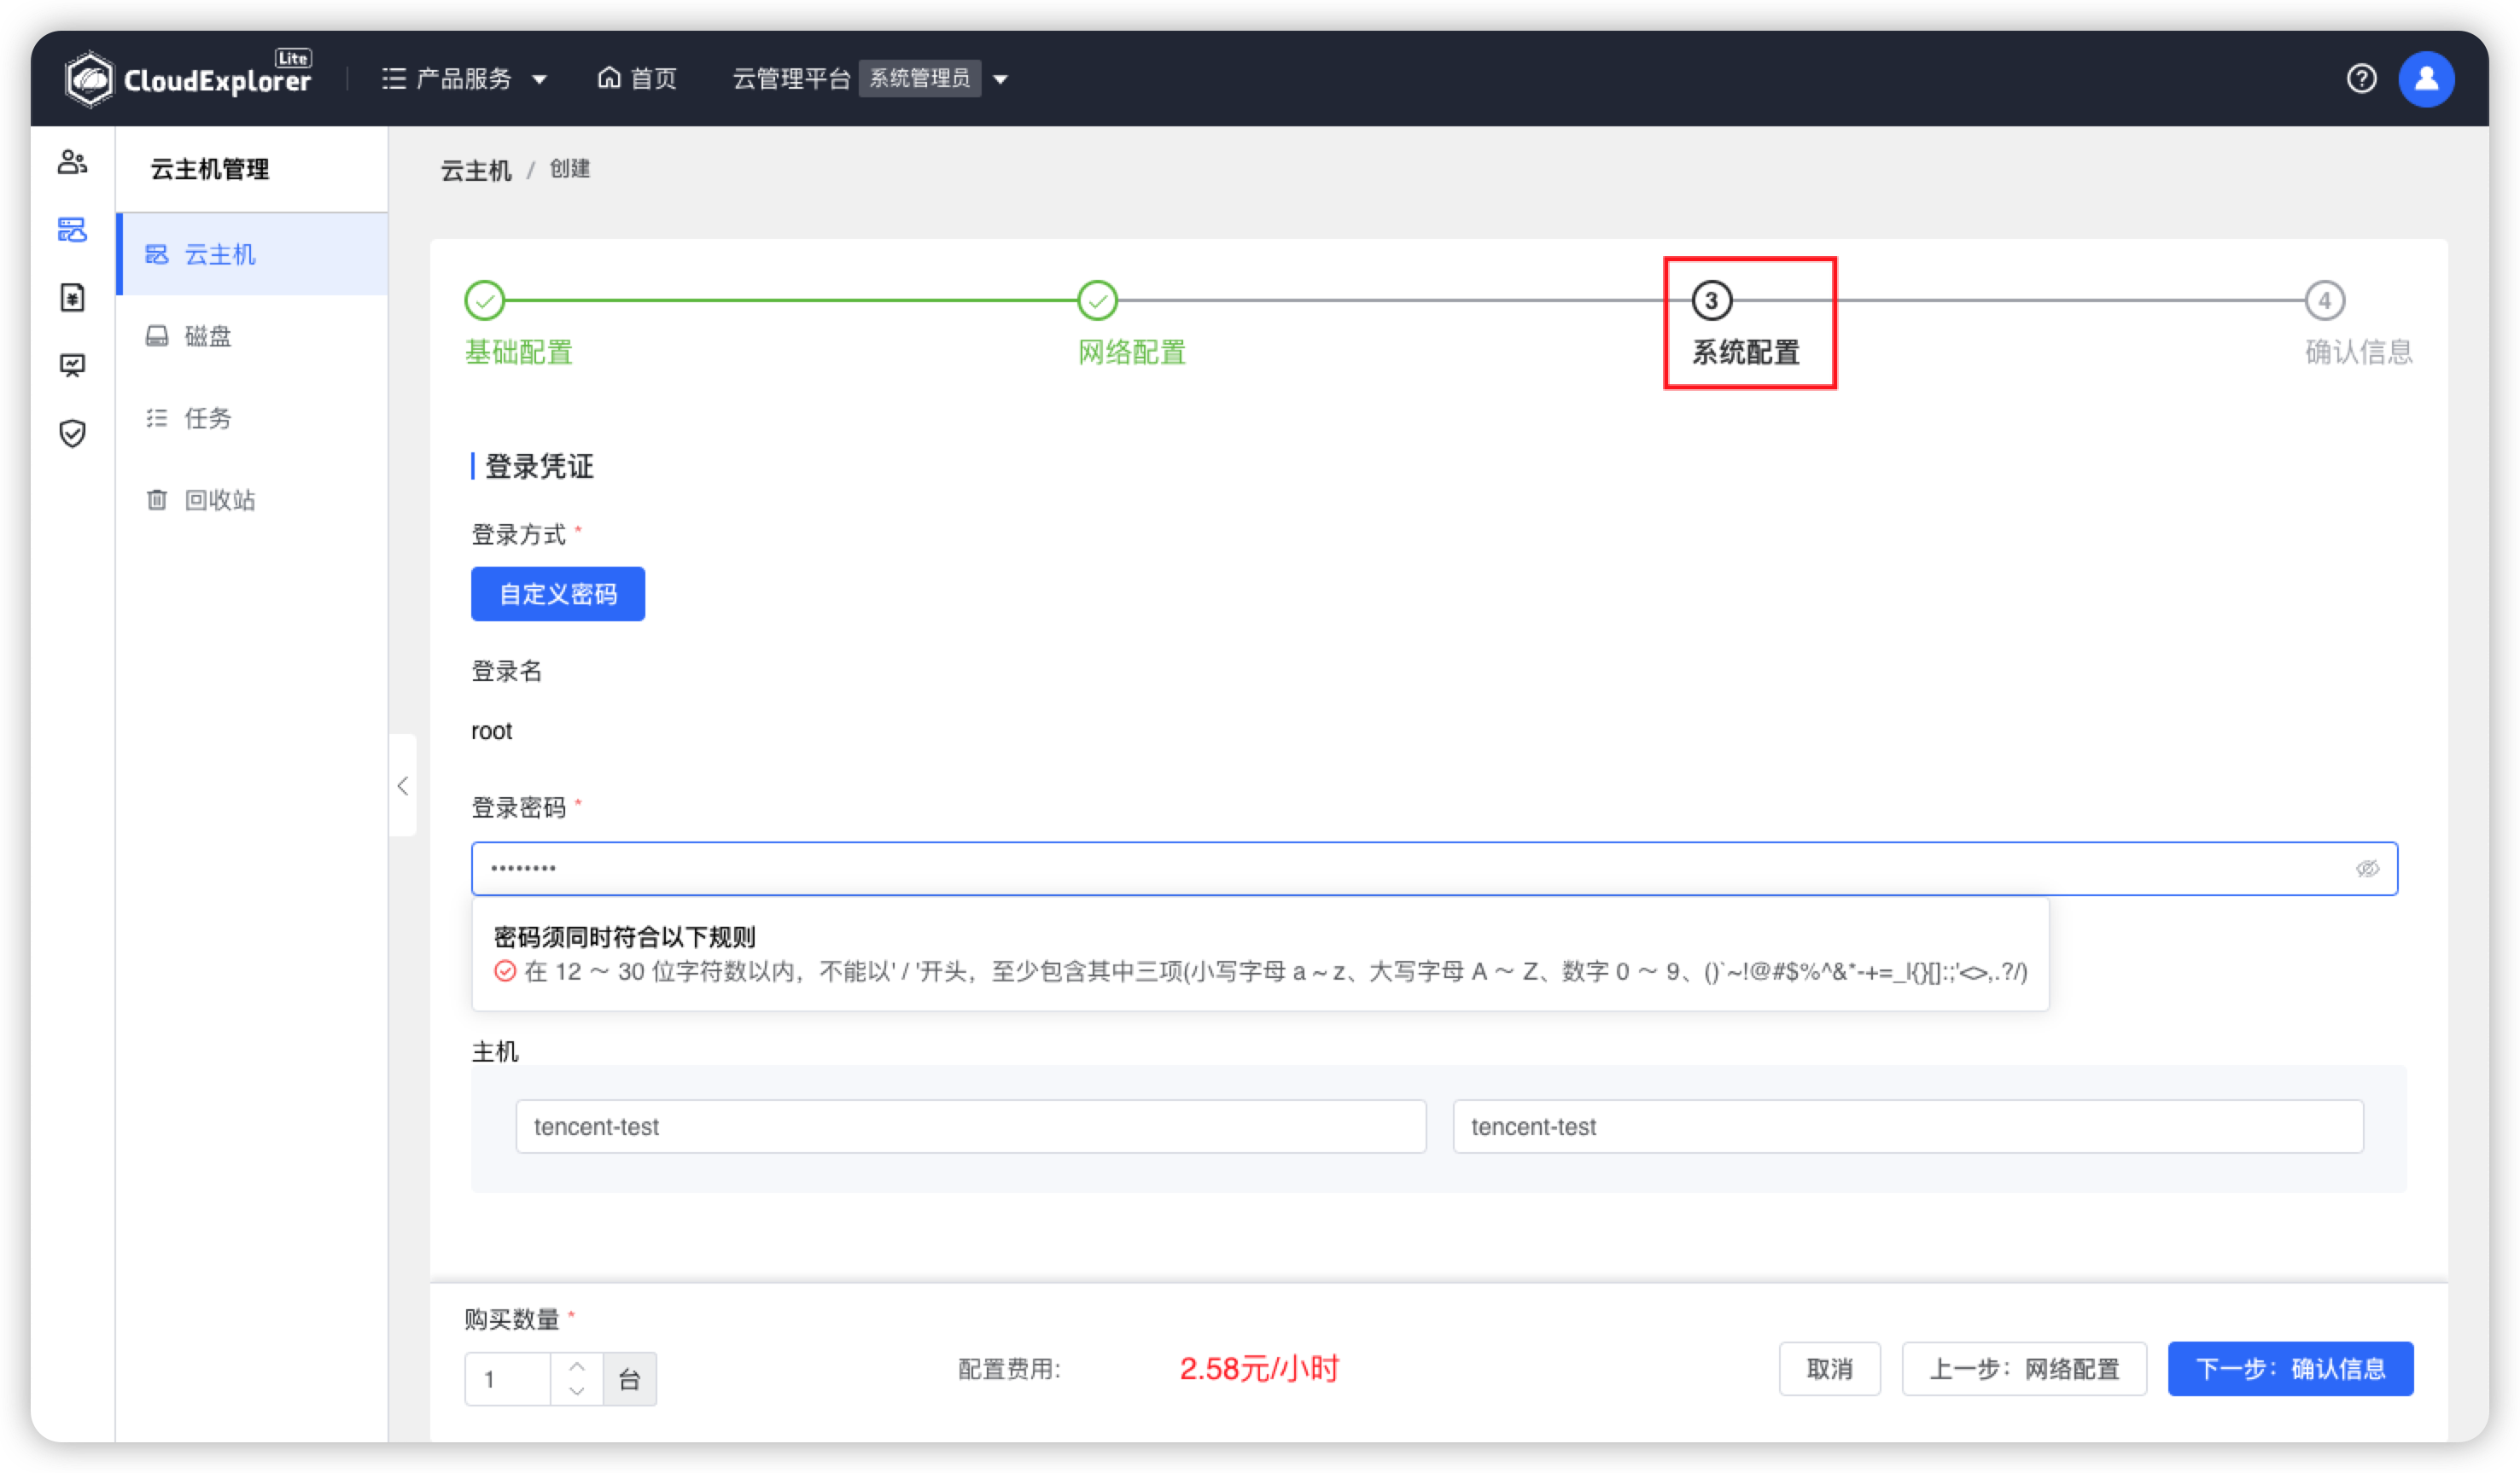 CloudExplorer Lite
产品服务
首页
云管理平台 系统管理员
云主机管理
云主机
磁盘
任务
回收站
云主机 / 创建
基础配置
网络配置
3
系统配置
4
确认信息
登录凭证
登录方式 *
自定义密码
登录名
root
登录密码 *
••••••••
密码须同时符合以下规则
在 12 ～ 30 位字符数以内，不能以' / '开头，至少包含其中三项(小写字母 a ~ z、大写字母 A ～ Z、数字 0 ～ 9、()`~!@#$%^&*-+=_|{}[]:;'<>,.?/)
主机
tencent-test
tencent-test
购买数量 *
1 台
配置费用:
2.58元/小时
取消
上一步：网络配置
下一步：确认信息